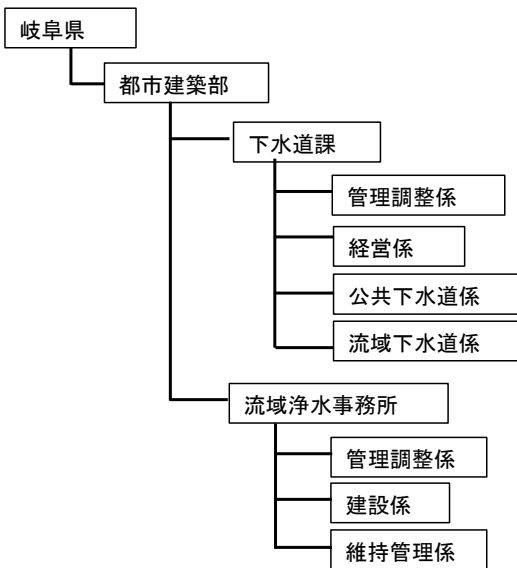 岐阜県
都市建築部
下水道課
管理調整係
経営係
公共下水道係
流域下水道係
流域浄水事務所
管理調整係
建設係
維持管理係